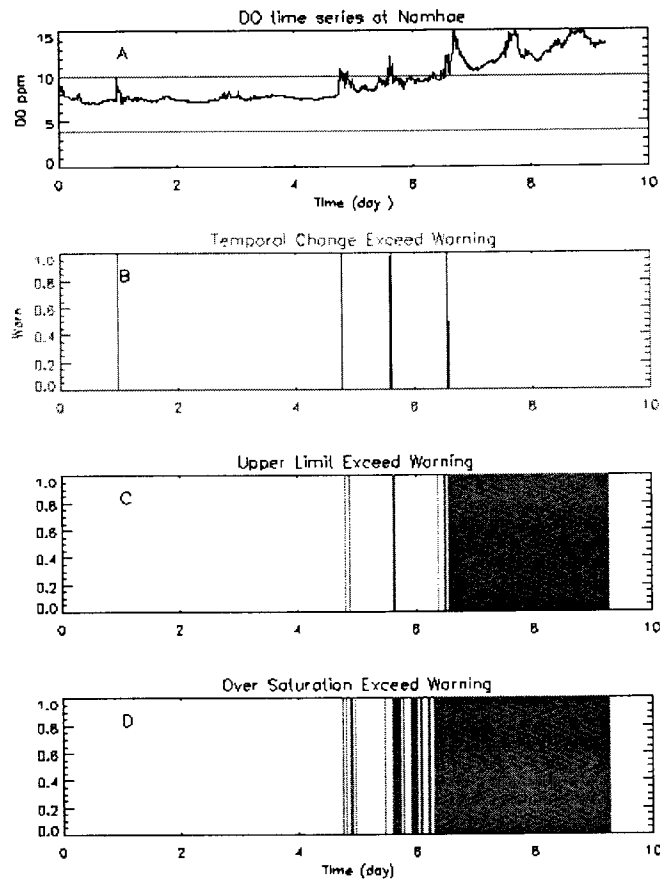 DO time series at Namhae
A
15
10
5
0
DO ppm
0 2 4 6 8 10
Time (day )
Temporal Change Exceed Warning
B
1.0
0.8
0.6
0.4
0.2
0.0
Warn
0 2 4 6 8 10
Upper Limit Exceed Warning
C
1.0
0.8
0.6
0.4
0.2
0.0
0 2 4 6 8 10
Over Saturation Exceed Warning
D
1.0
0.8
0.6
0.4
0.2
0.0
0 2 4 6 8 10
Time (day)